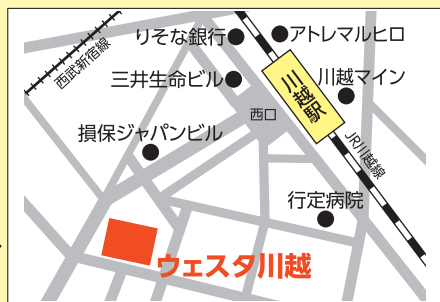 りそな銀行
アトレマルヒロ
西武新宿線
三井生命ビル
川越駅
川越マイン
西口
損保ジャパンビル
JR川越線
行定病院
ウェスタ川越